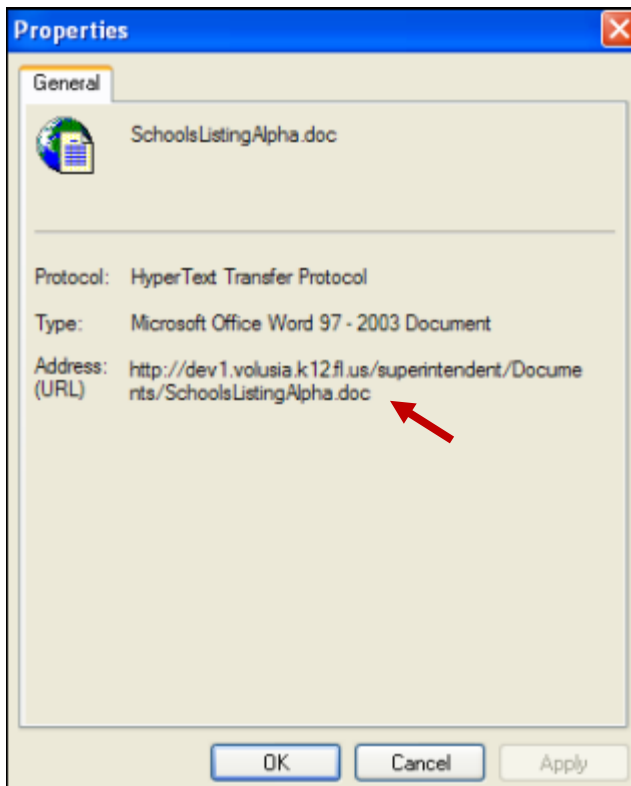 Properties
General
SchoolsListingAlpha.doc
Protocol: HyperText Transfer Protocol
Type: Microsoft Office Word 97 - 2003 Document
Address: http://dev1.volusia.k12.fl.us/superintendent/Docume
(URL) nts/SchoolsListingAlpha.doc
OK Cancel Apply